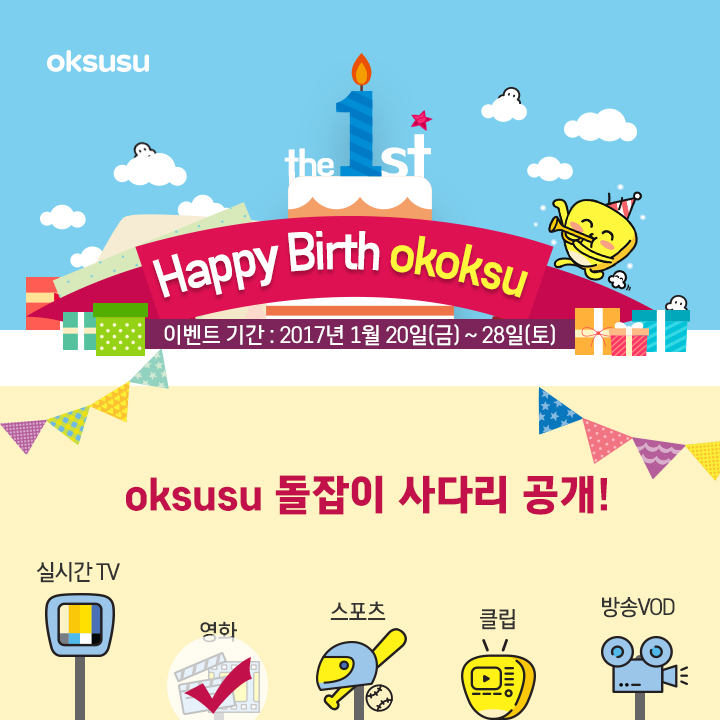 oksusu
the 1st
Happy Birth okoksu
이벤트 기간 : 2017년 1월 20일(금) ~ 28일(토)
oksusu 돌잡이 사다리 공개!
실시간 TV
영화
스포츠
클립
방송VOD